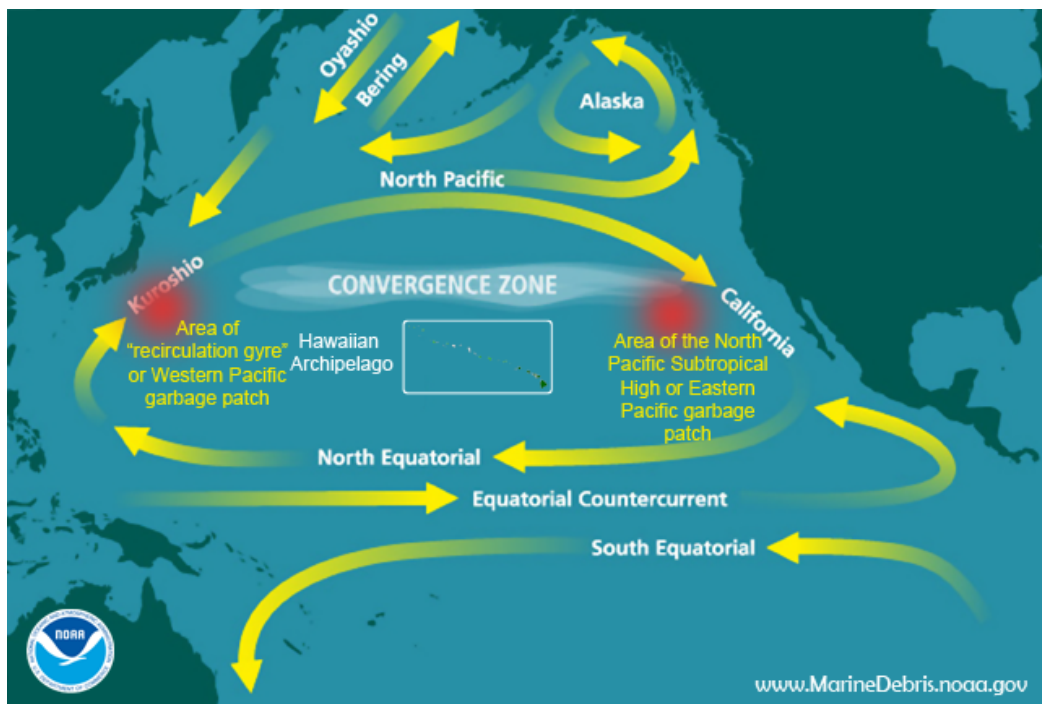 Oyashio
Bering
Alaska
North Pacific
Kuroshio
CONVERGENCE ZONE
California
Area of
“recirculation gyre”
or Western Pacific
garbage patch
Hawaiian
Archipelago
Area of the North
Pacific Subtropical
High or Eastern
Pacific garbage
patch
North Equatorial
Equatorial Countercurrent
South Equatorial
NOAA
www.MarineDebris.noaa.gov